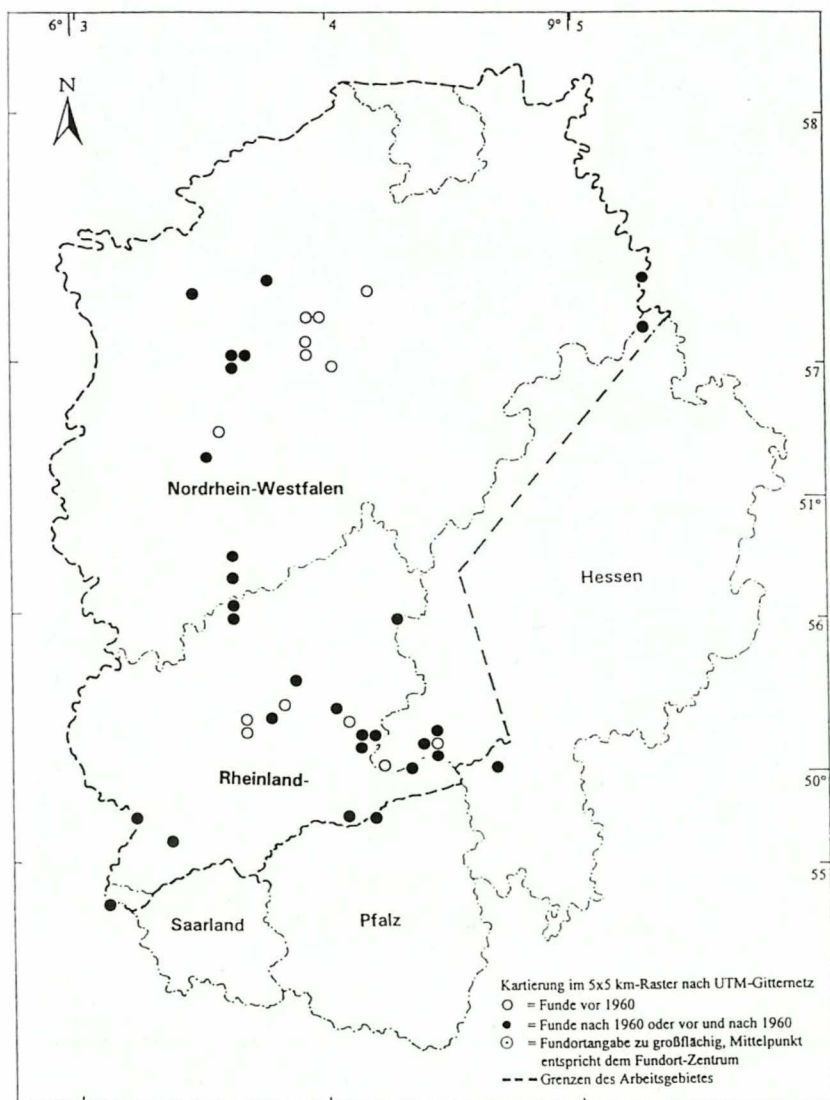 6° 3 4 9° 5
N
58
57
Nordrhein-Westfalen
51°
Hessen
56
Rheinland-
50°
55
Saarland
Pfalz
Kartierung im 5x5 km-Raster nach UTM-Gitternetz
= Funde vor 1960
= Funde nach 1960 oder vor und nach 1960
= Fundortangabe zu großflächig, Mittelpunkt
entspricht dem Fundort-Zentrum
Grenzen des Arbeitsgebietes